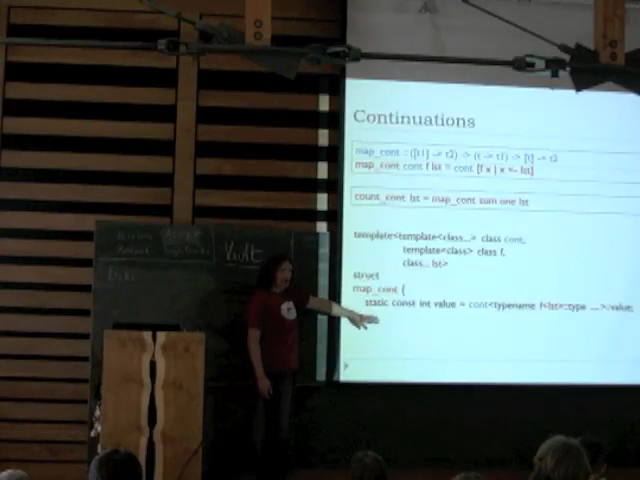 Continuations
map_cont :: ([t1] -> t2) -> (t -> t1) -> [t] -> t2
map_cont cont f lst = cont [f x | x <- lst]
count_cont lst = map_cont sum one lst
template<template<class...> class cont,
template<class> class f,
class... lst>
struct
map_cont {
static const int value = cont<typename f<lst>::type ...>::value;
Vault